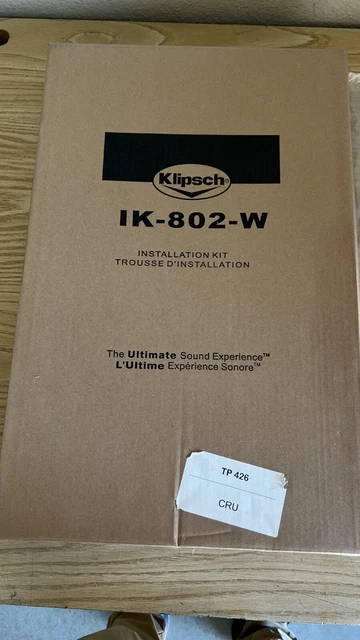 Klipsch®
IK-802-W
INSTALLATION KIT
TROUSSE D'INSTALLATION
The Ultimate Sound Experience™
L'Ultime Expérience Sonore™
TP 426
CRU